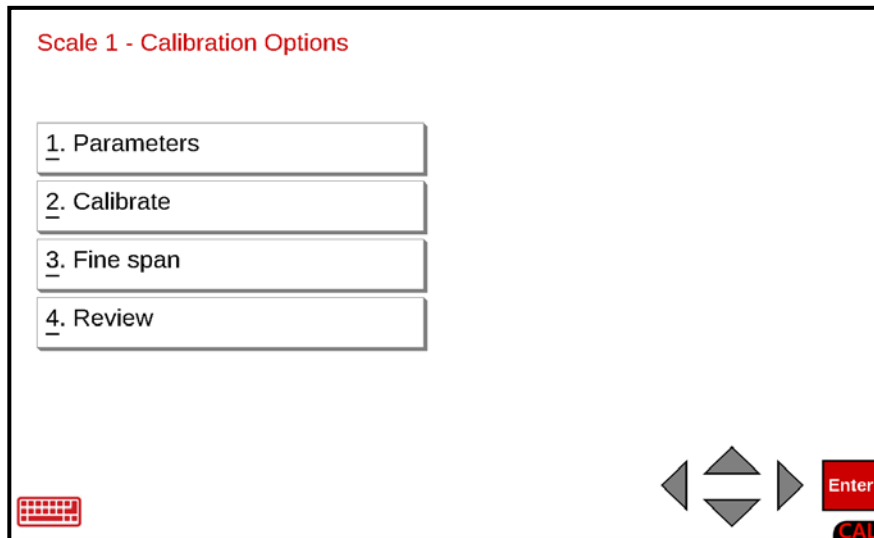 Scale 1 - Calibration Options
1. Parameters
2. Calibrate
3. Fine span
4. Review
Enter